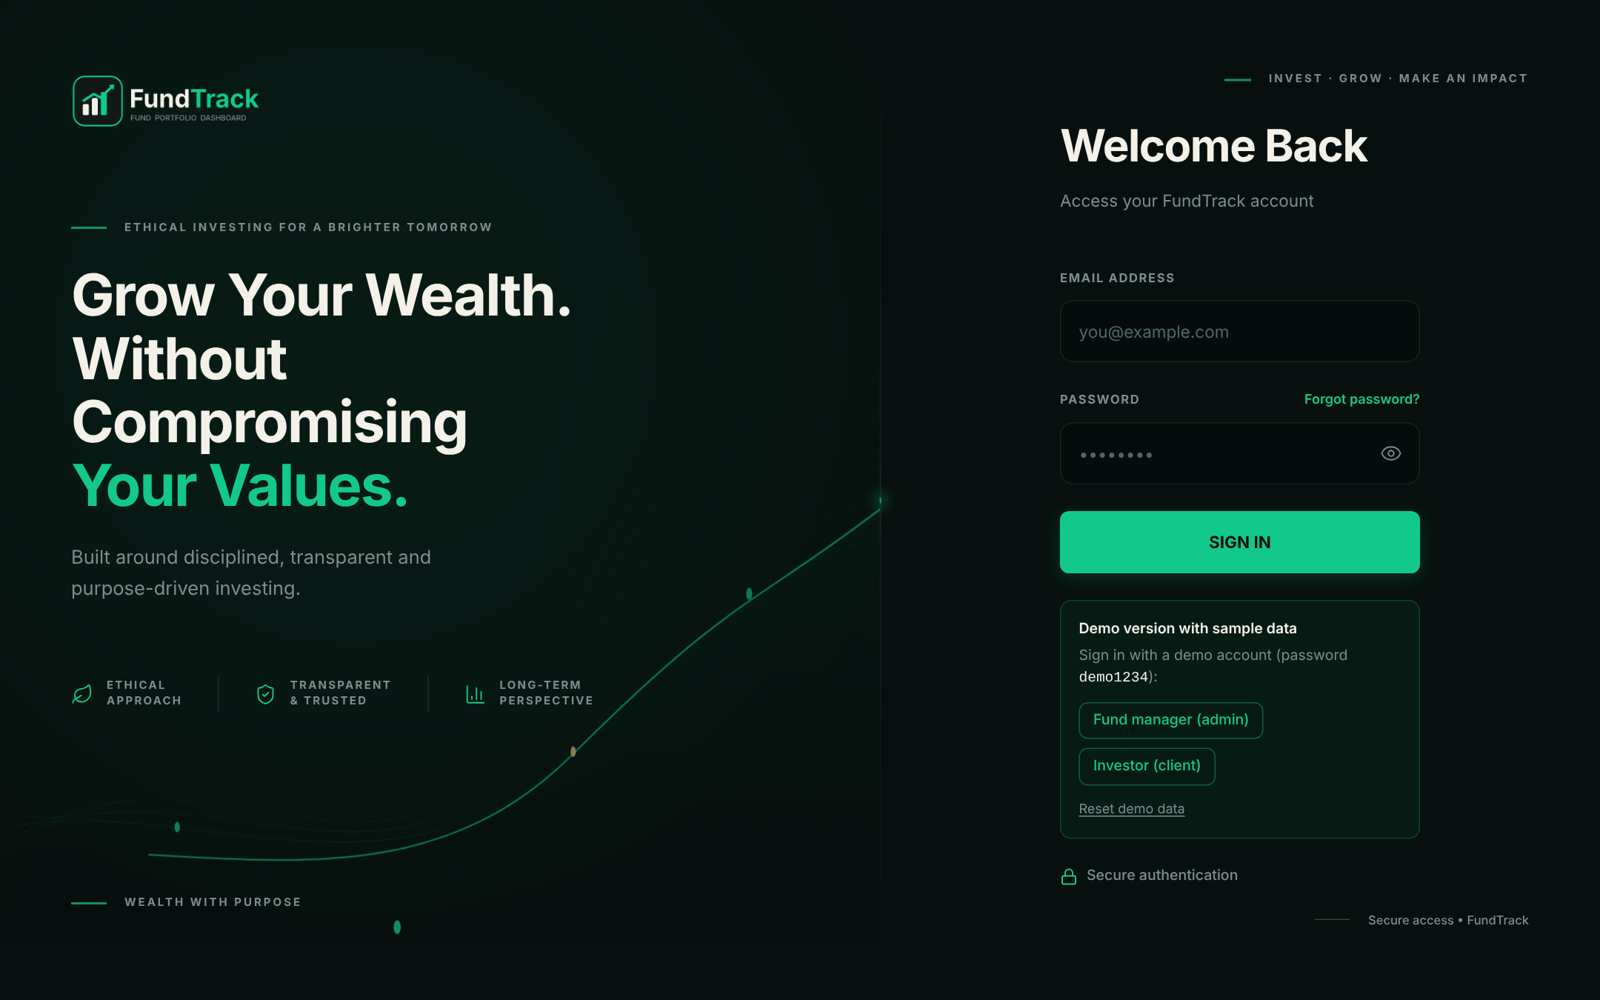 FundTrack
FUND PORTFOLIO DASHBOARD
ETHICAL INVESTING FOR A BRIGHTER TOMORROW
Grow Your Wealth.
Without
Compromising
Your Values.
Built around disciplined, transparent and
purpose-driven investing.
ETHICAL
APPROACH
TRANSPARENT
& TRUSTED
LONG-TERM
PERSPECTIVE
WEALTH WITH PURPOSE
INVEST · GROW · MAKE AN IMPACT
Welcome Back
Access your FundTrack account
EMAIL ADDRESS
you@example.com
PASSWORD
Forgot password?
••••••••
SIGN IN
Demo version with sample data
Sign in with a demo account (password
demo1234):
Fund manager (admin)
Investor (client)
Reset demo data
Secure authentication
Secure access • FundTrack